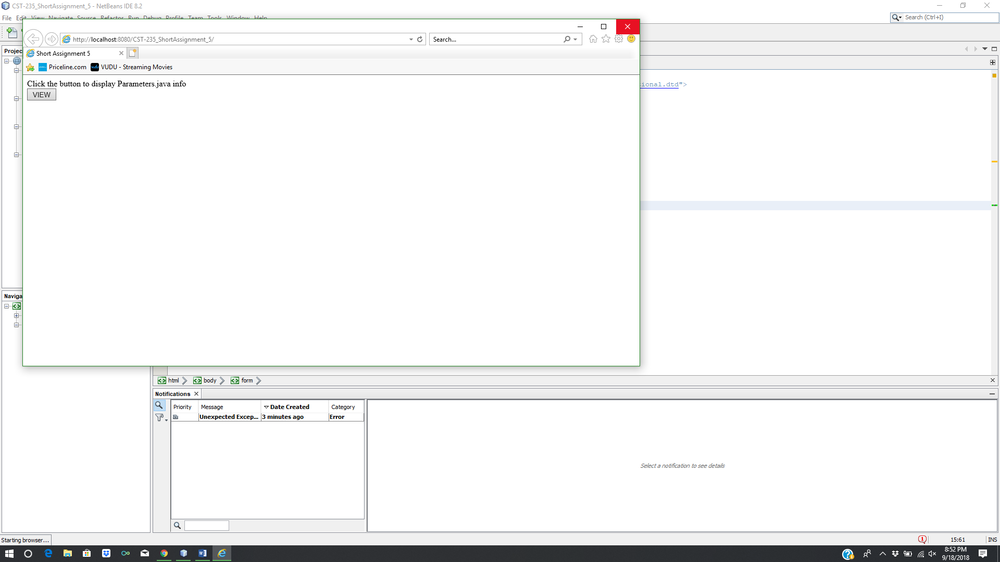 CST-235_ShortAssignment_5 - NetBeans IDE 8.2
File Edit View Navigate Source Refactor Run Debug Profile Team Tools Window Help
Search (Ctrl+I)
http://localhost:8080/CST-235_ShortAssignment_5/
Search...
Projec
Short Assignment 5
Priceline.com
VUDU - Streaming Movies
Click the button to display Parameters.java info
ional.dtd">
VIEW
Naviga
html
body
form
Notifications
Priority Message Date Created Category
Unexpected Excep... 3 minutes ago Error
Select a notification to see details
Starting browser...
1
15:61
INS
8:52 PM
9/18/2018